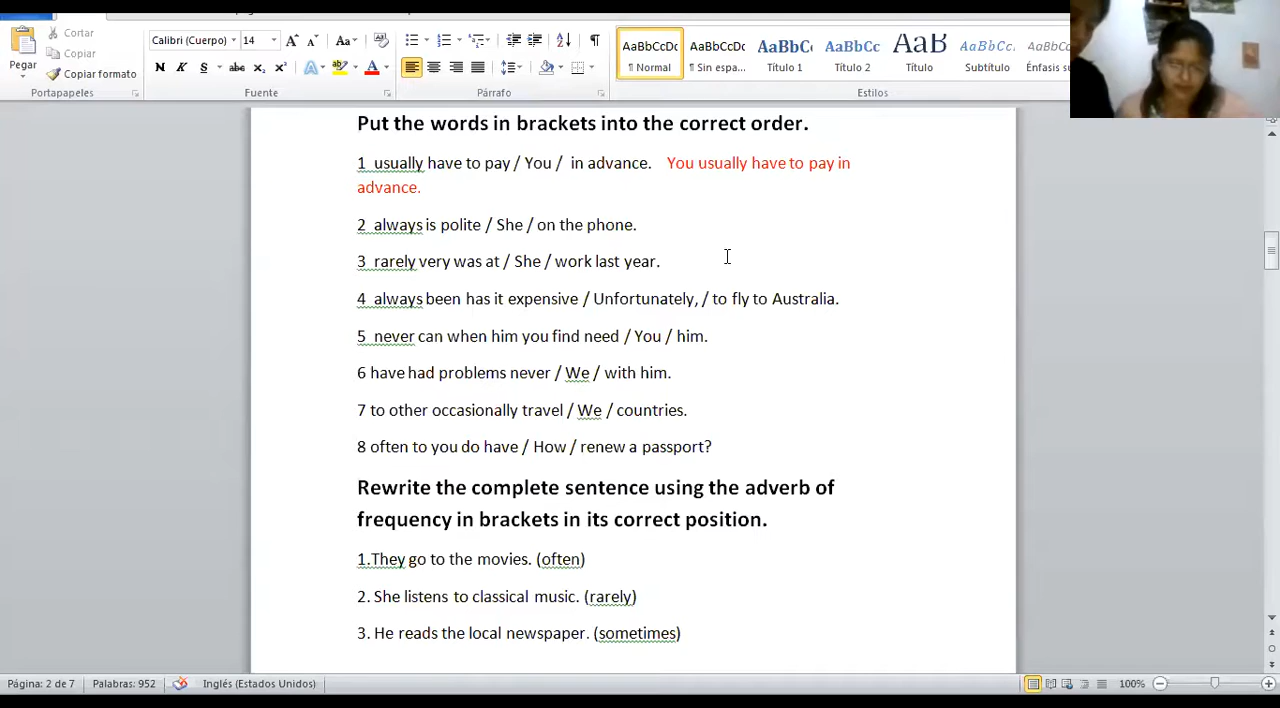 Cortar
Copiar
Copiar formato
Pegar
Portapapeles
Calibri (Cuerpo) 14
Aa
N K S abc x₂ x²
A
Fuente
Párrafo
AaBbCcDc AaBbCcDc AaBbC AaBbCc AaB AaBbCc AaBbCc
¶ Normal ¶ Sin espa... Título 1 Título 2 Título Subtítulo Énfasis
Estilos
Put the words in brackets into the correct order.
1 usually have to pay / You / in advance. You usually have to pay in
advance.
2 always is polite / She / on the phone.
3 rarely very was at / She / work last year.
4 always been has it expensive / Unfortunately, / to fly to Australia.
5 never can when him you find need / You / him.
6 have had problems never / We / with him.
7 to other occasionally travel / We / countries.
8 often to you do have / How / renew a passport?
Rewrite the complete sentence using the adverb of
frequency in brackets in its correct position.
1.They go to the movies. (often)
2. She listens to classical music. (rarely)
3. He reads the local newspaper. (sometimes)
Página: 2 de 7 Palabras: 952 Inglés (Estados Unidos) 100%